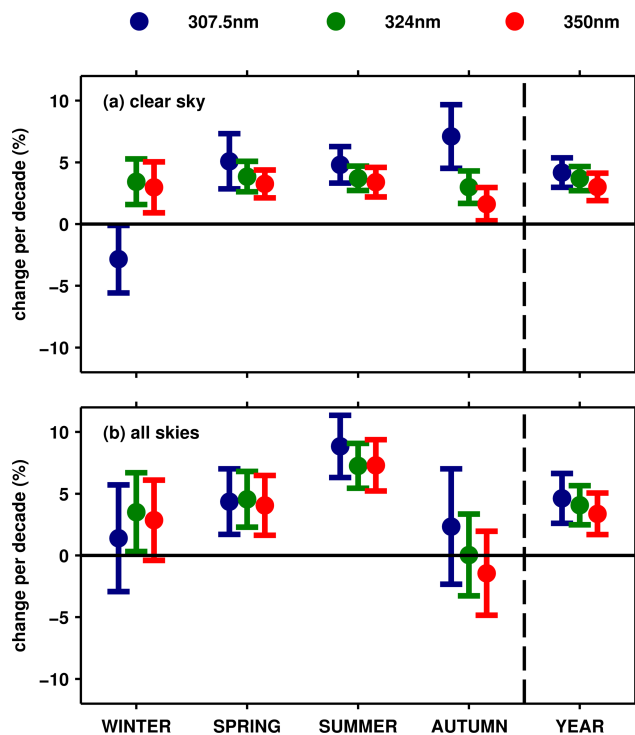 307.5nm 324nm 350nm
(a) clear sky
change per decade (%)
10
5
0
−5
−10
(b) all skies
change per decade (%)
10
5
0
−5
−10
WINTER SPRING SUMMER AUTUMN YEAR